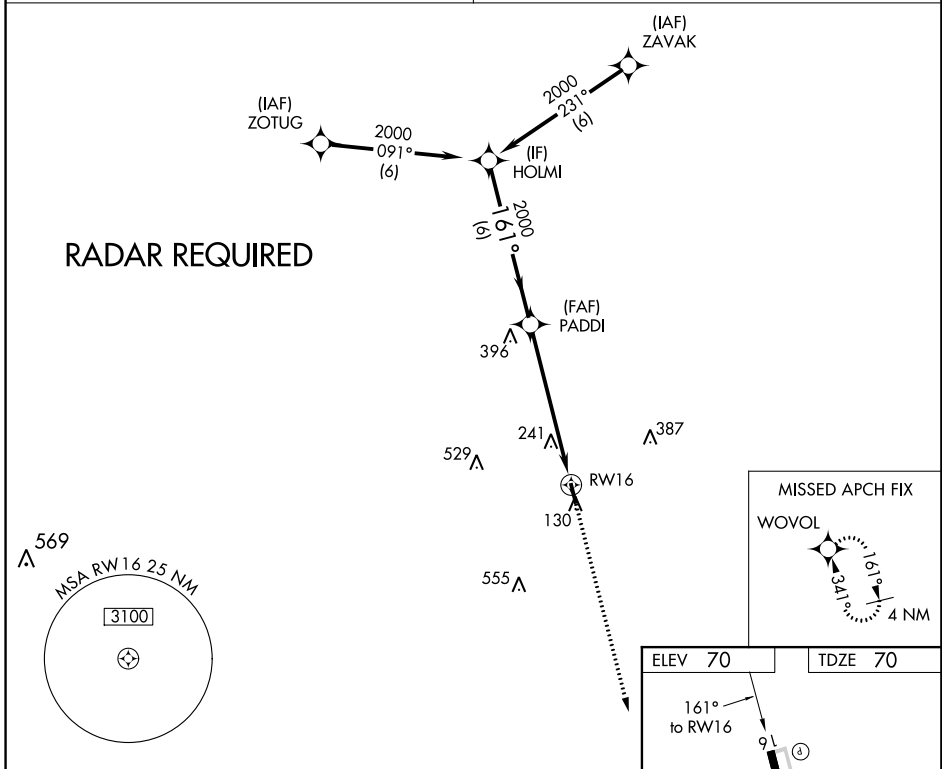 (IAF)
ZAVAK
2000
231°
(6)
(IAF)
ZOTUG
2000
091°
(6)
(IF)
HOLMI
2000
161°
(6)
RADAR REQUIRED
(FAF)
PADDI
396
241
387
529
RW16
130
555
569
MSA RW16 25 NM
3100
MISSED APCH FIX
WOVOL
161°
341°
4 NM
ELEV 70
TDZE 70
161°
to RW16
16
P